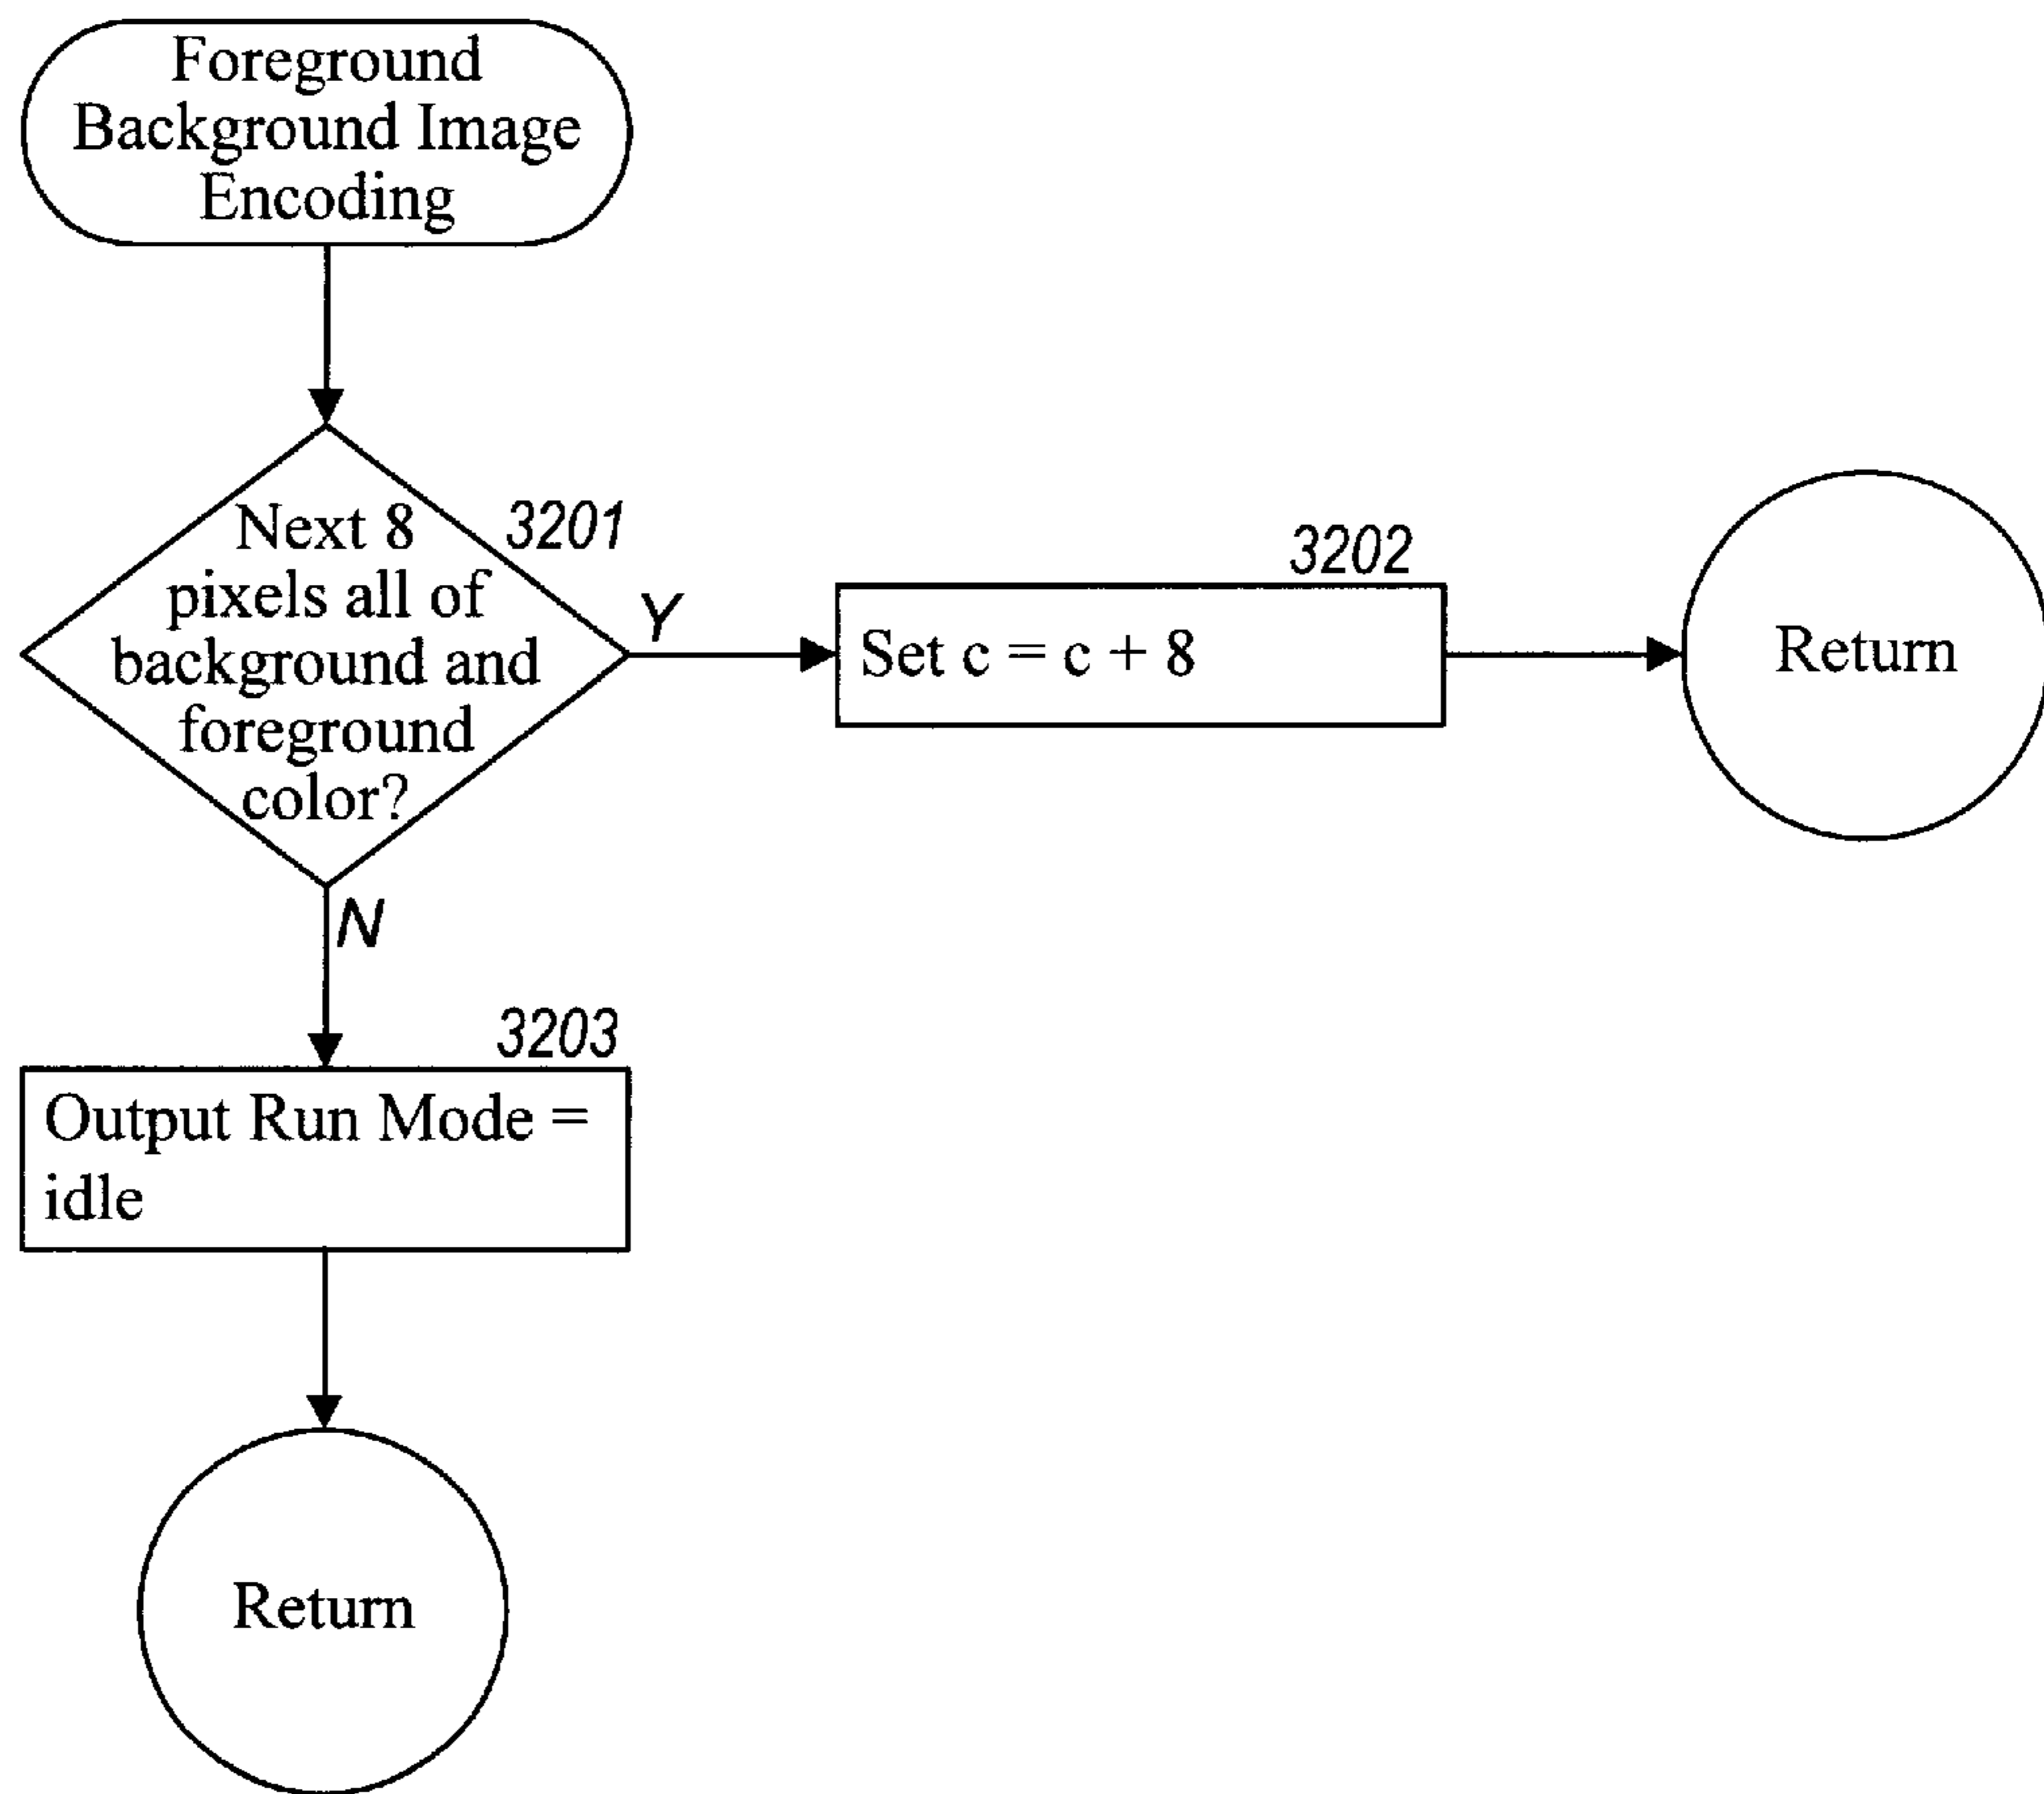 Foreground
Background Image
Encoding
Next 8
pixels all of
background and
foreground
color?
3201
Y
3202
Set c = c + 8
Return
N
3203
Output Run Mode =
idle
Return